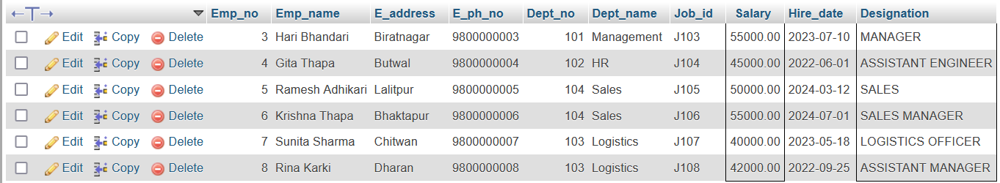 Emp_no Emp_name E_address E_ph_no Dept_no Dept_name Job_id Salary Hire_date Designation
Edit Copy Delete 3 Hari Bhandari Biratnagar 9800000003 101 Management J103 55000.00 2023-07-10 MANAGER
Edit Copy Delete 4 Gita Thapa Butwal 9800000004 102 HR J104 45000.00 2022-06-01 ASSISTANT ENGINEER
Edit Copy Delete 5 Ramesh Adhikari Lalitpur 9800000005 104 Sales J105 50000.00 2024-03-12 SALES
Edit Copy Delete 6 Krishna Thapa Bhaktapur 9800000006 104 Sales J106 55000.00 2024-07-01 SALES MANAGER
Edit Copy Delete 7 Sunita Sharma Chitwan 9800000007 103 Logistics J107 40000.00 2023-05-18 LOGISTICS OFFICER
Edit Copy Delete 8 Rina Karki Dharan 9800000008 103 Logistics J108 42000.00 2022-09-25 ASSISTANT MANAGER